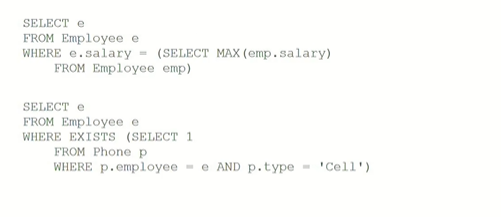 SELECT e
FROM Employee e
WHERE e.salary = (SELECT MAX(emp.salary)
    FROM Employee emp)
SELECT e
FROM Employee e
WHERE EXISTS (SELECT 1
    FROM Phone p
    WHERE p.employee = e AND p.type = 'Cell')